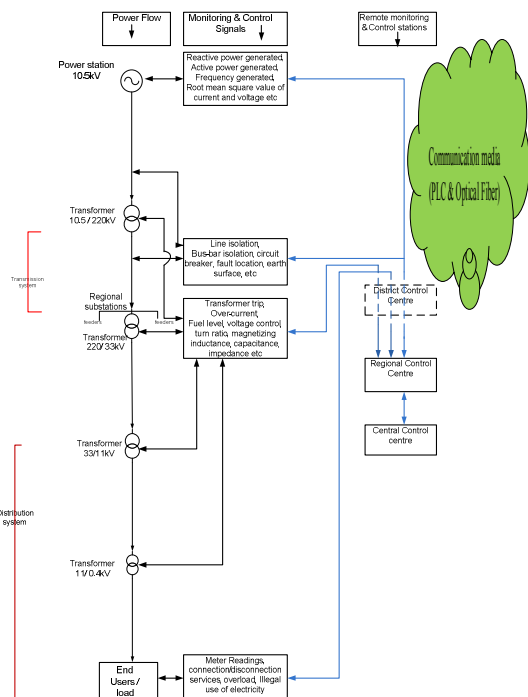 Power Flow
Monitoring & Control
Signals
Remote monitoring
& Control stations
Power station
10.5kV
Reactive power generated,
Active power generated,
Frequency generated,
Root mean square value of
current and voltage etc
Communication media
(PLC & Optical Fiber)
Transformer
10.5/220kV
Line isolation,
Bus-bar isolation, circuit
breaker, fault location, earth
surface, etc
Transmission
system
District Control
Centre
Regional
substations
feeders
feeders
Transformer
220/33kV
Transformer trip,
Over-current,
Fuel level, voltage control,
turn ratio, magnetizing
inductance, capacitance,
impedance etc
Regional Control
Centre
Central Control
centre
Transformer
33/11kV
Distribution
system
Transformer
11/0.4kV
End
Users/
load
Meter Readings,
connection/disconnection
services, overload, Illegal
use of electricity